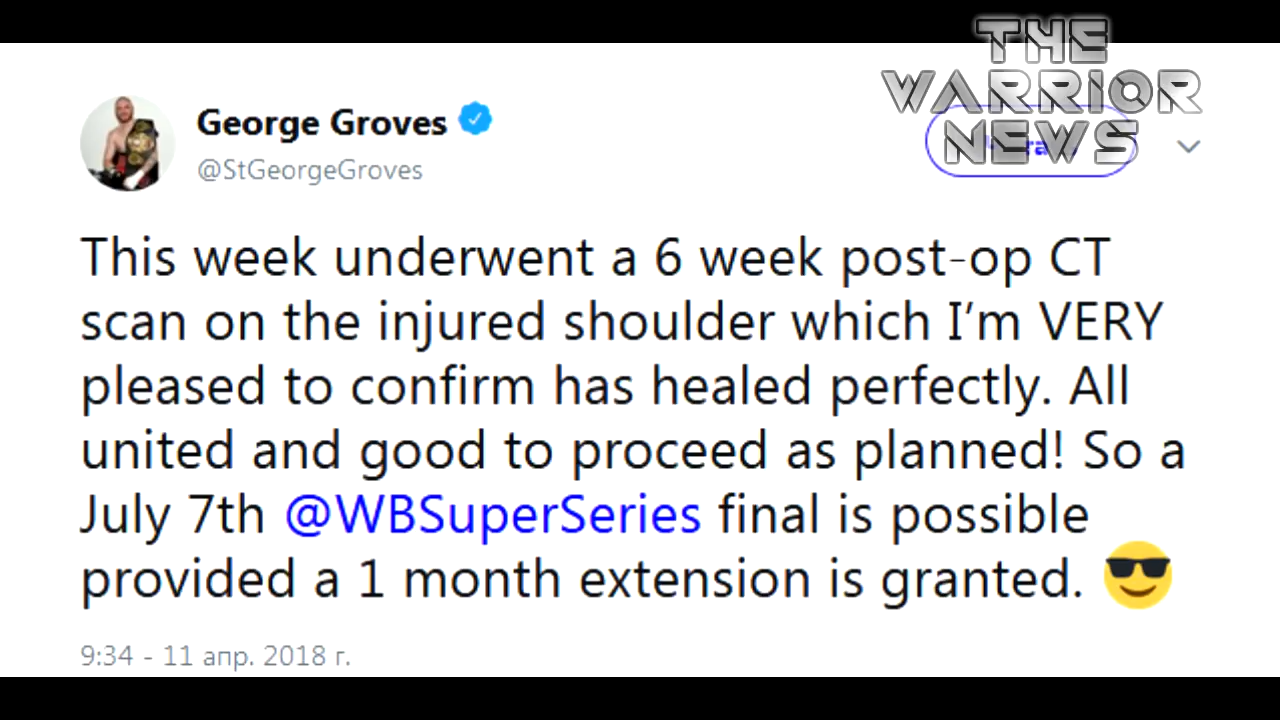 THE
WARRIOR
NEWS
George Groves
@StGeorgeGroves
This week underwent a 6 week post-op CT
scan on the injured shoulder which I'm VERY
pleased to confirm has healed perfectly. All
united and good to proceed as planned! So a
July 7th @WBSuperSeries final is possible
provided a 1 month extension is granted. 😎
9:34 - 11 апр. 2018 г.